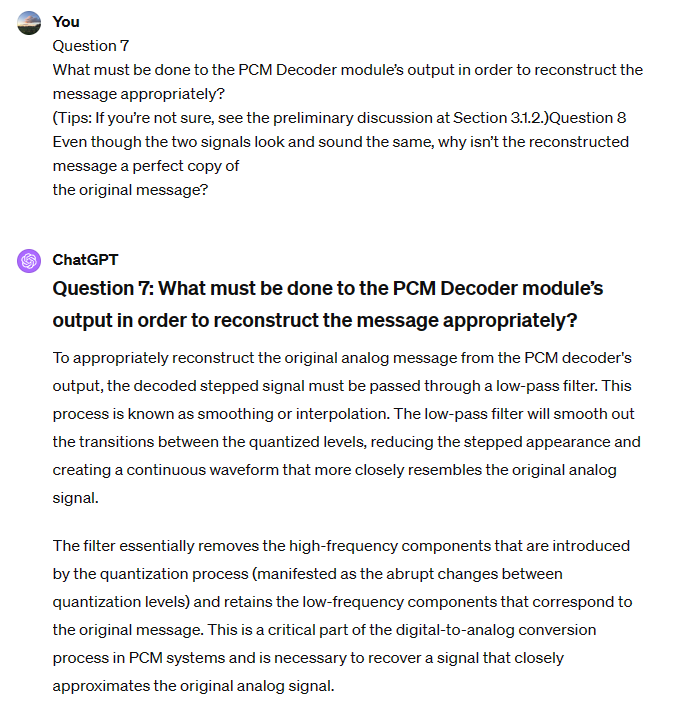 You
Question 7
What must be done to the PCM Decoder module's output in order to reconstruct the
message appropriately?
(Tips: If you're not sure, see the preliminary discussion at Section 3.1.2.)Question 8
Even though the two signals look and sound the same, why isn't the reconstructed
message a perfect copy of
the original message?
ChatGPT
Question 7: What must be done to the PCM Decoder module's
output in order to reconstruct the message appropriately?
To appropriately reconstruct the original analog message from the PCM decoder's
output, the decoded stepped signal must be passed through a low-pass filter. This
process is known as smoothing or interpolation. The low-pass filter will smooth out
the transitions between the quantized levels, reducing the stepped appearance and
creating a continuous waveform that more closely resembles the original analog
signal.
The filter essentially removes the high-frequency components that are introduced
by the quantization process (manifested as the abrupt changes between
quantization levels) and retains the low-frequency components that correspond to
the original message. This is a critical part of the digital-to-analog conversion
process in PCM systems and is necessary to recover a signal that closely
approximates the original analog signal.